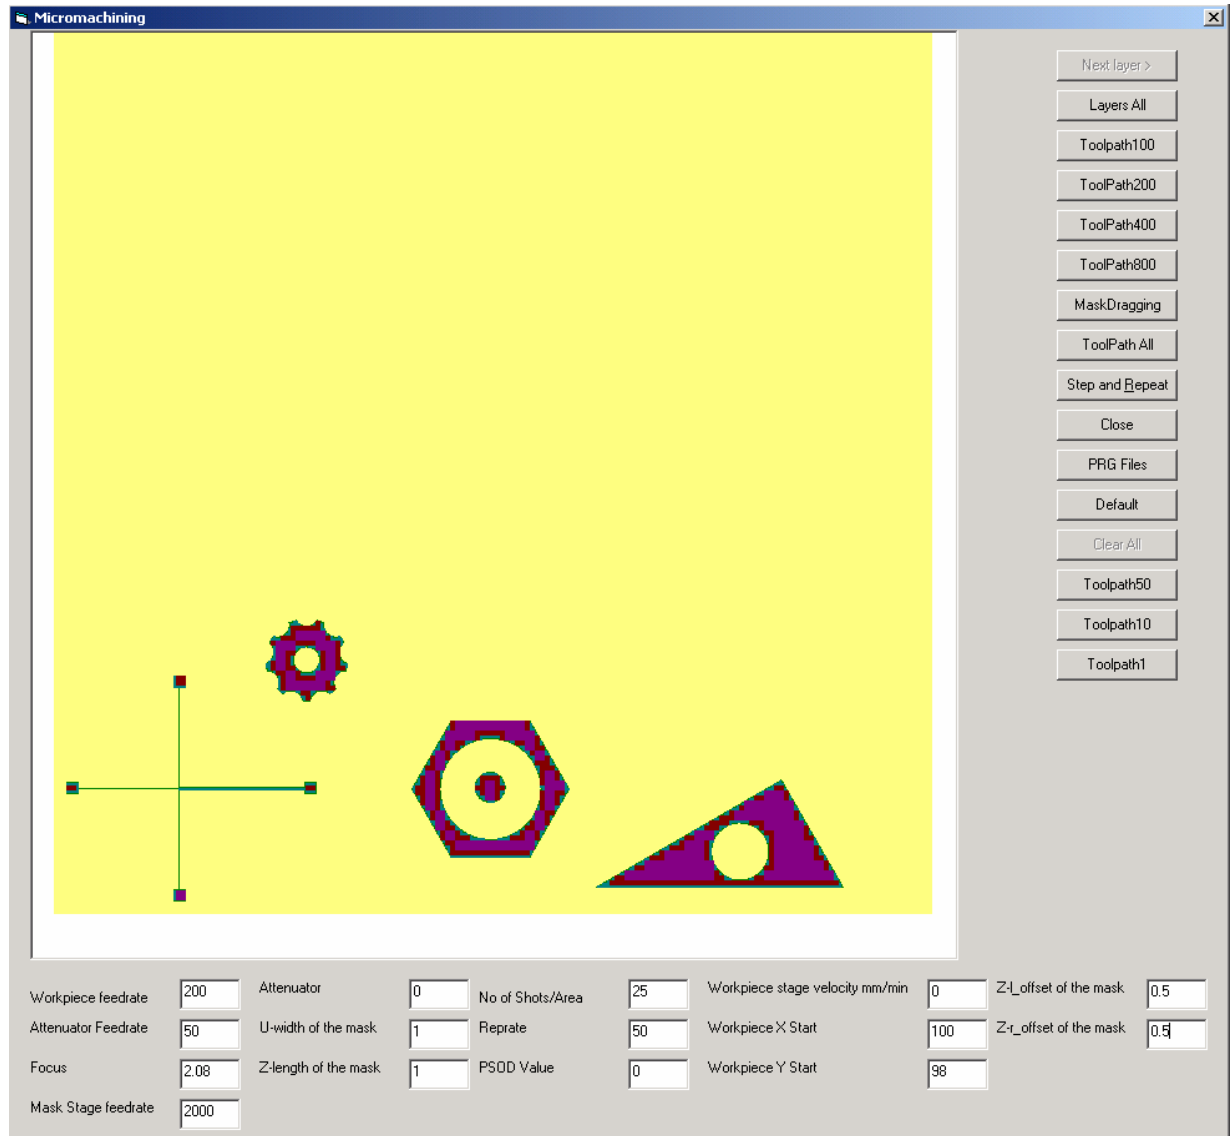 Micromachining
Next layer >
Layers All
Toolpath100
ToolPath200
ToolPath400
ToolPath800
MaskDragging
ToolPath All
Step and Repeat
Close
PRG Files
Default
Clear All
Toolpath50
Toolpath10
Toolpath1
Workpiece feedrate 200 Attenuator 0 No of Shots/Area 25 Workpiece stage velocity mm/min 0 Z-l_offset of the mask 0.5
Attenuator Feedrate 50 U-width of the mask 1 Reprate 50 Workpiece X Start 100 Z-r_offset of the mask 0.5
Focus 2.08 Z-length of the mask 1 PSOD Value 0 Workpiece Y Start 98
Mask Stage feedrate 2000